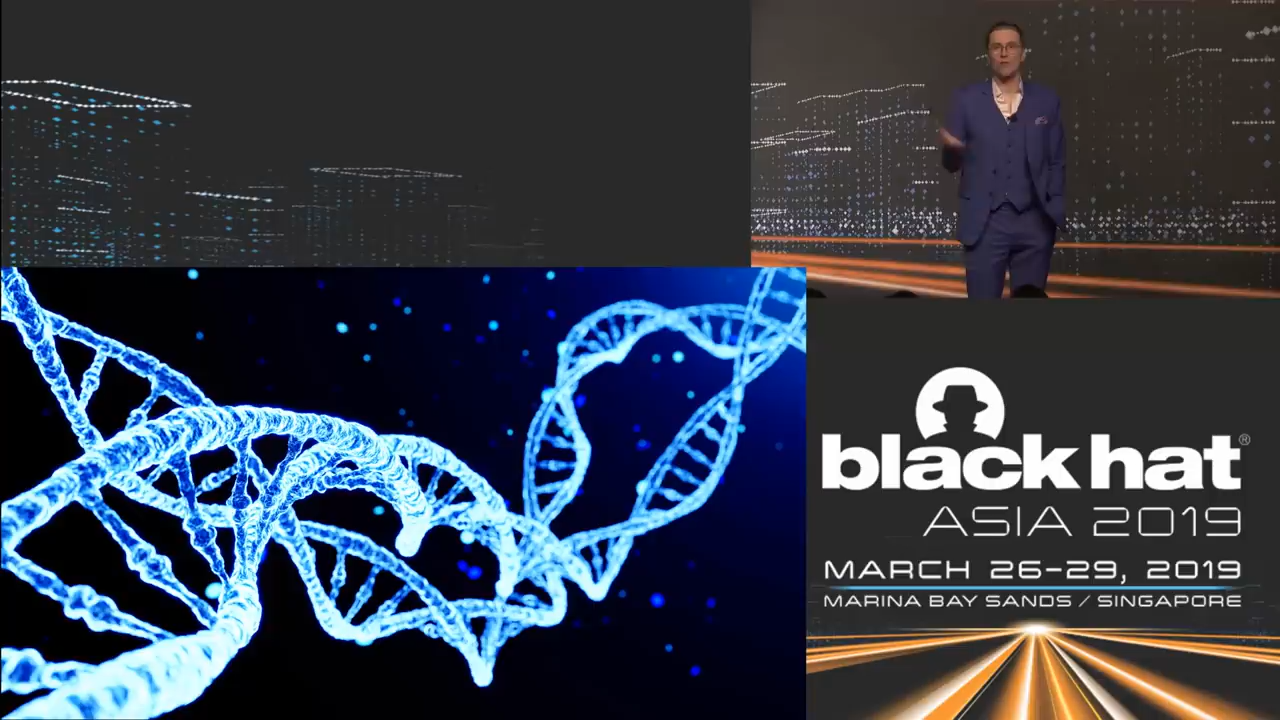 black hat®
ASIA 2019
MARCH 26-29, 2019
MARINA BAY SANDS / SINGAPORE